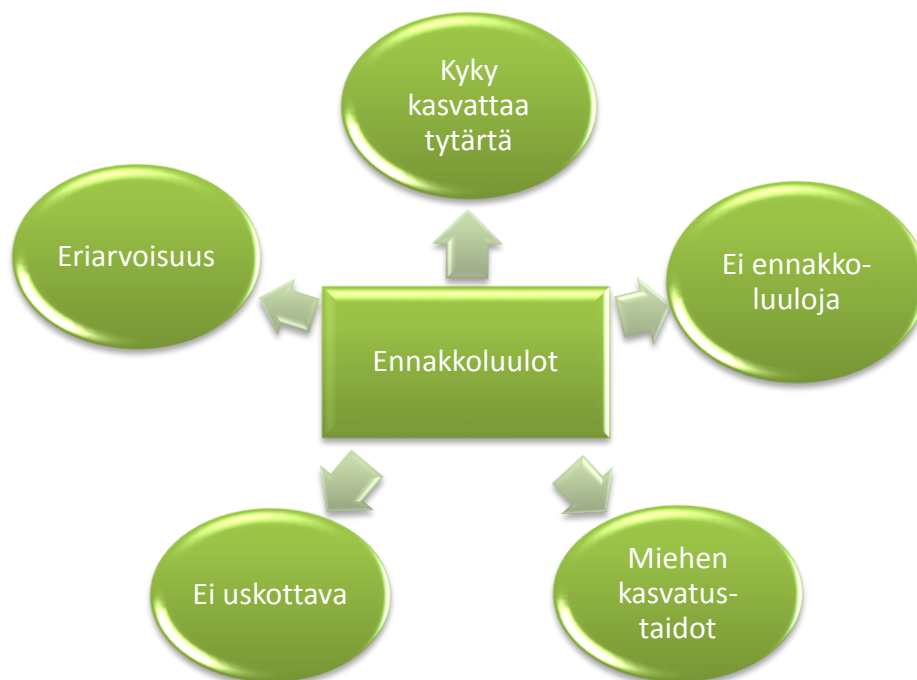 Kyky
kasvattaa
tytärtä
Eriarvoisuus
Ei ennakko-
luuloja
Ennakkoluulot
Ei uskottava
Miehen
kasvatus-
taidot